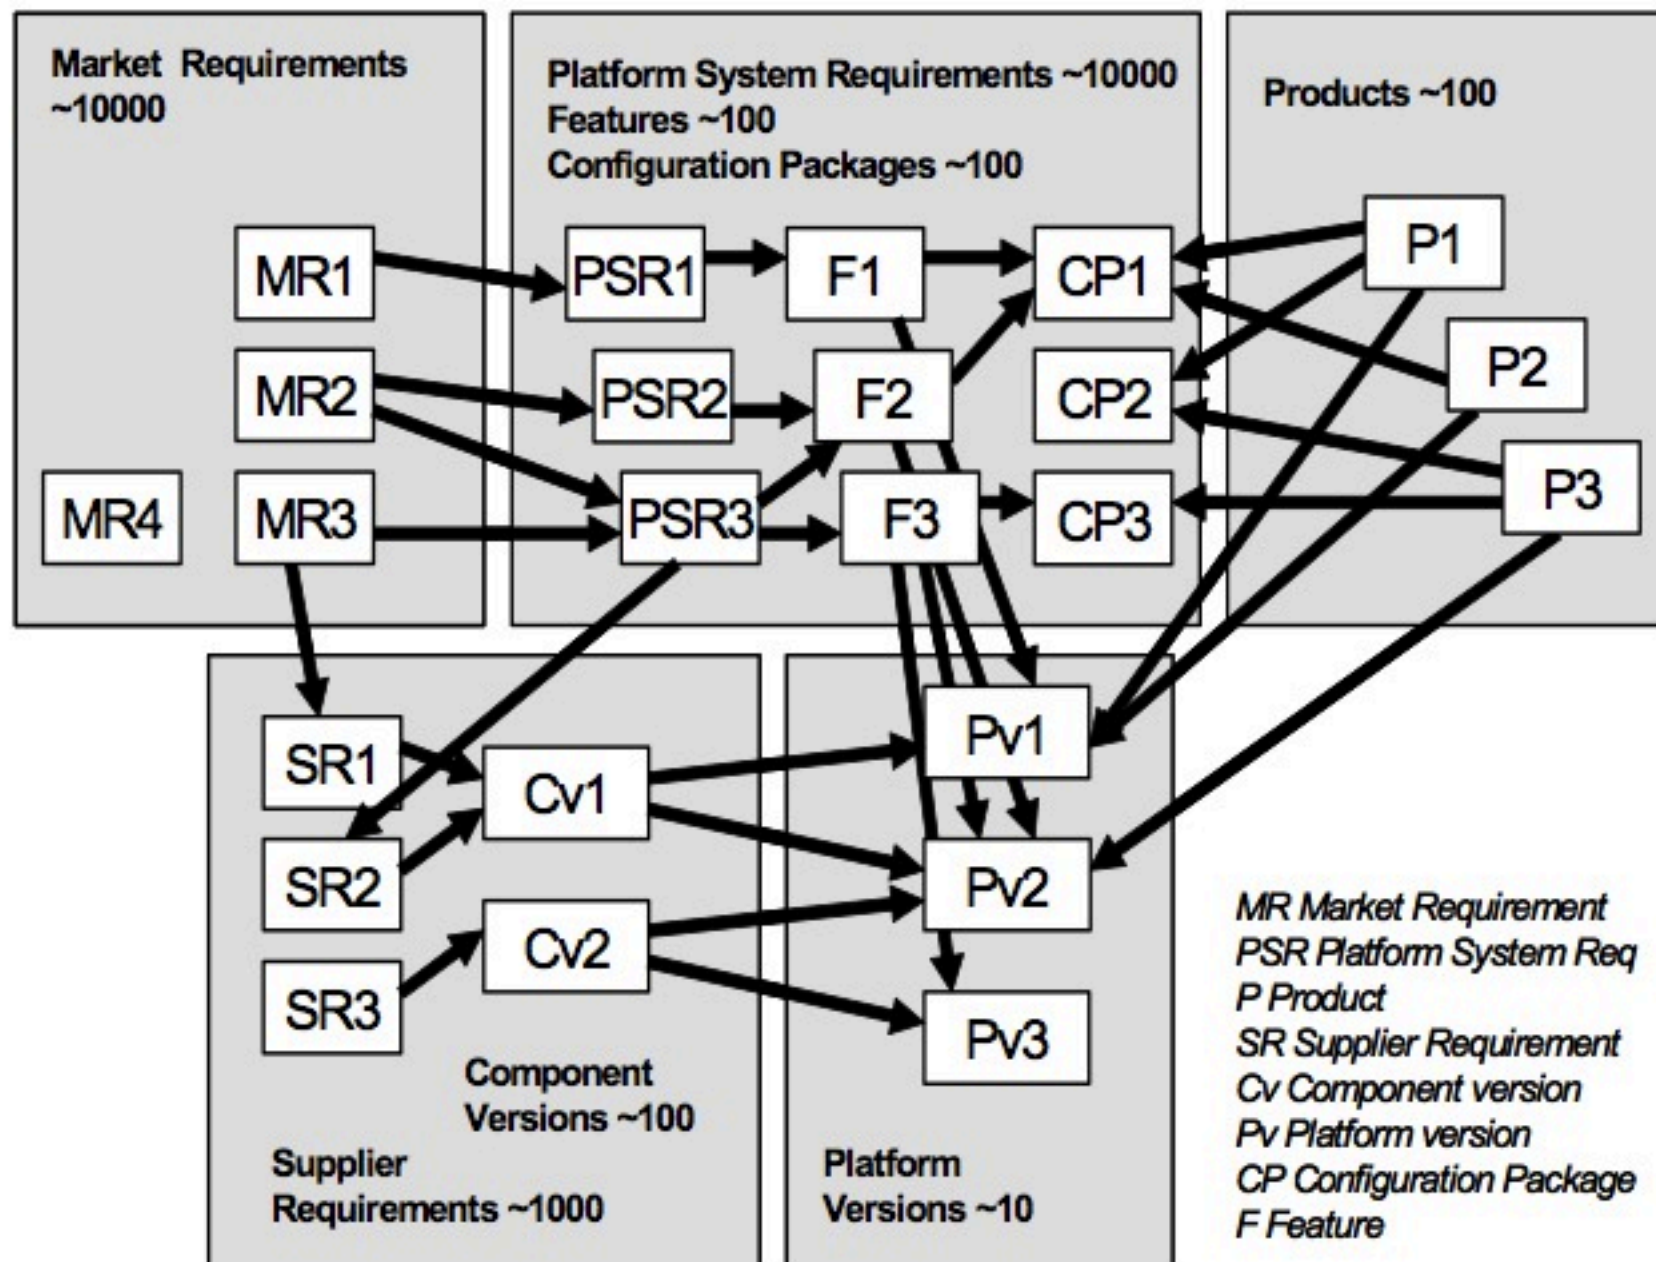 Market Requirements
~10000
Platform System Requirements ~10000
Features ~100
Configuration Packages ~100
Products ~100
MR1
PSR1
F1
CP1
P1
MR2
PSR2
F2
CP2
P2
MR4
MR3
PSR3
F3
CP3
P3
SR1
Cv1
Pv1
SR2
Cv2
Pv2
SR3
Pv3
Component
Versions ~100
Supplier
Requirements ~1000
Platform
Versions ~10
MR Market Requirement
PSR Platform System Req
P Product
SR Supplier Requirement
Cv Component version
Pv Platform version
CP Configuration Package
F Feature